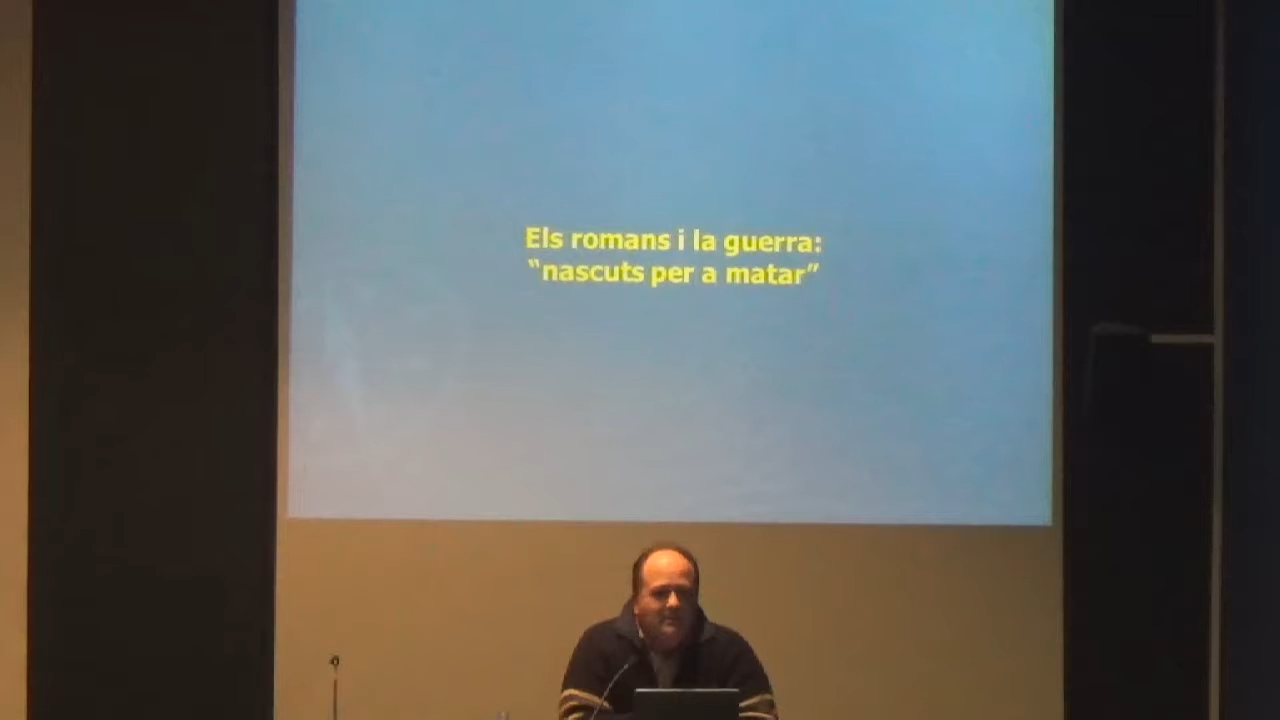 Els romans i la guerra:
“nascuts per a matar”